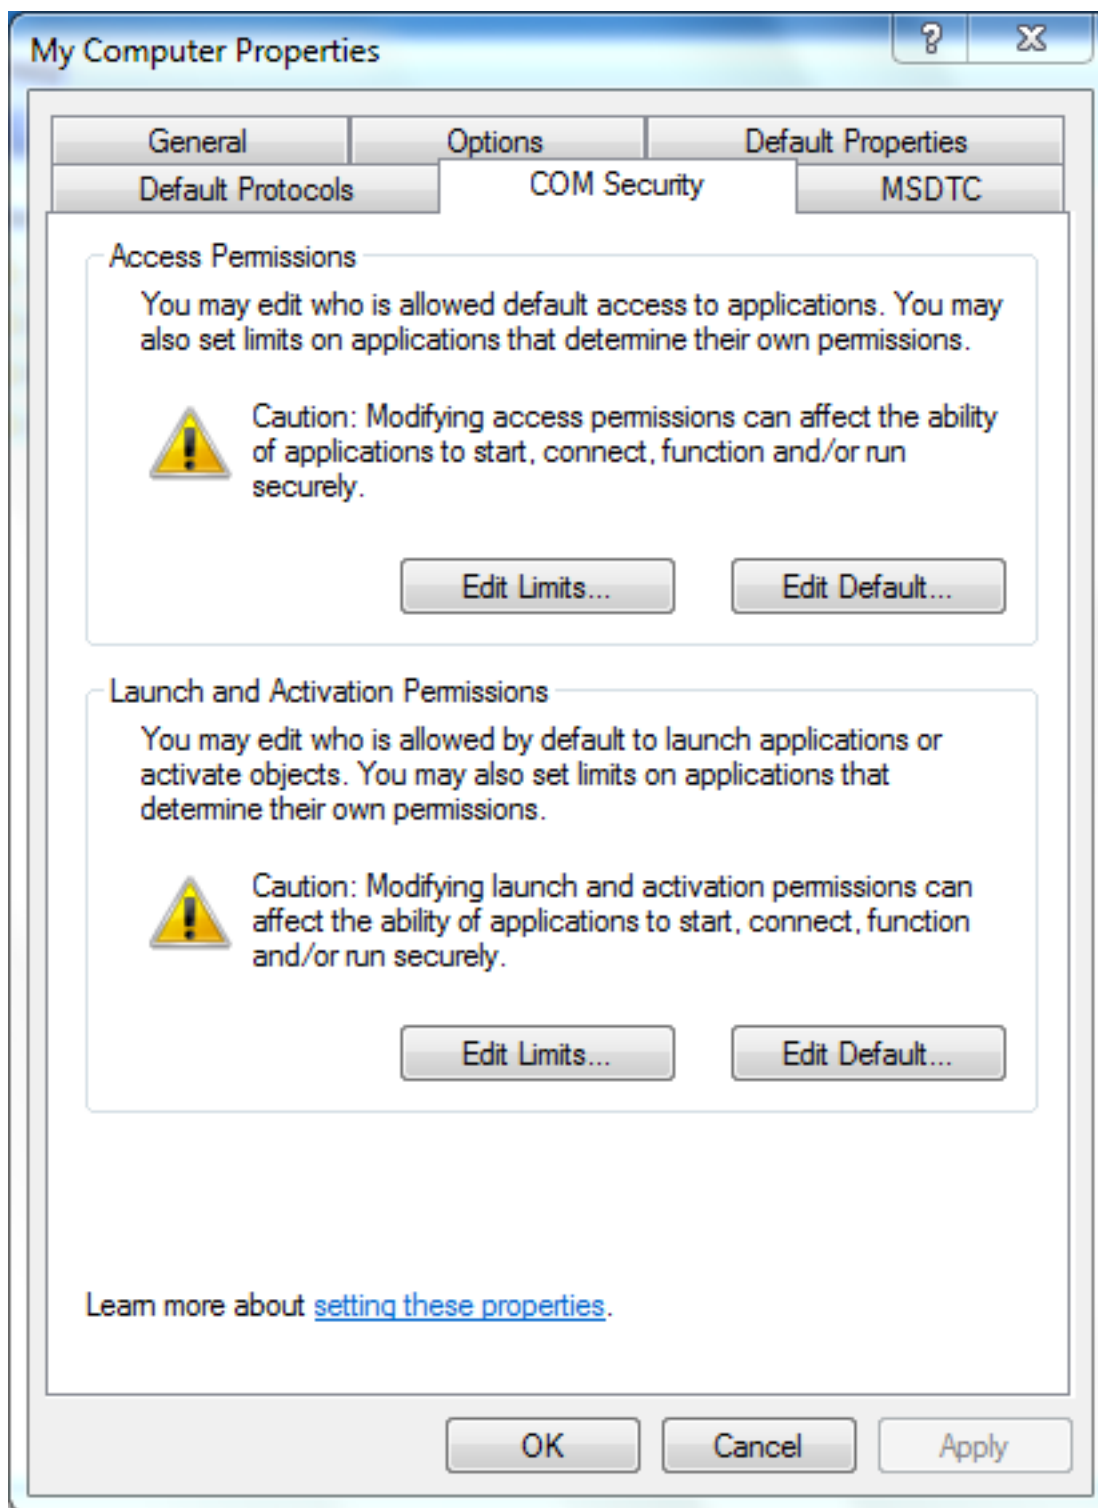 My Computer Properties
General Options Default Properties
Default Protocols COM Security MSDTC
Access Permissions
You may edit who is allowed default access to applications. You may
also set limits on applications that determine their own permissions.
Caution: Modifying access permissions can affect the ability
of applications to start, connect, function and/or run
securely.
Edit Limits... Edit Default...
Launch and Activation Permissions
You may edit who is allowed by default to launch applications or
activate objects. You may also set limits on applications that
determine their own permissions.
Caution: Modifying launch and activation permissions can
affect the ability of applications to start, connect, function
and/or run securely.
Edit Limits... Edit Default...
Learn more about setting these properties.
OK Cancel Apply